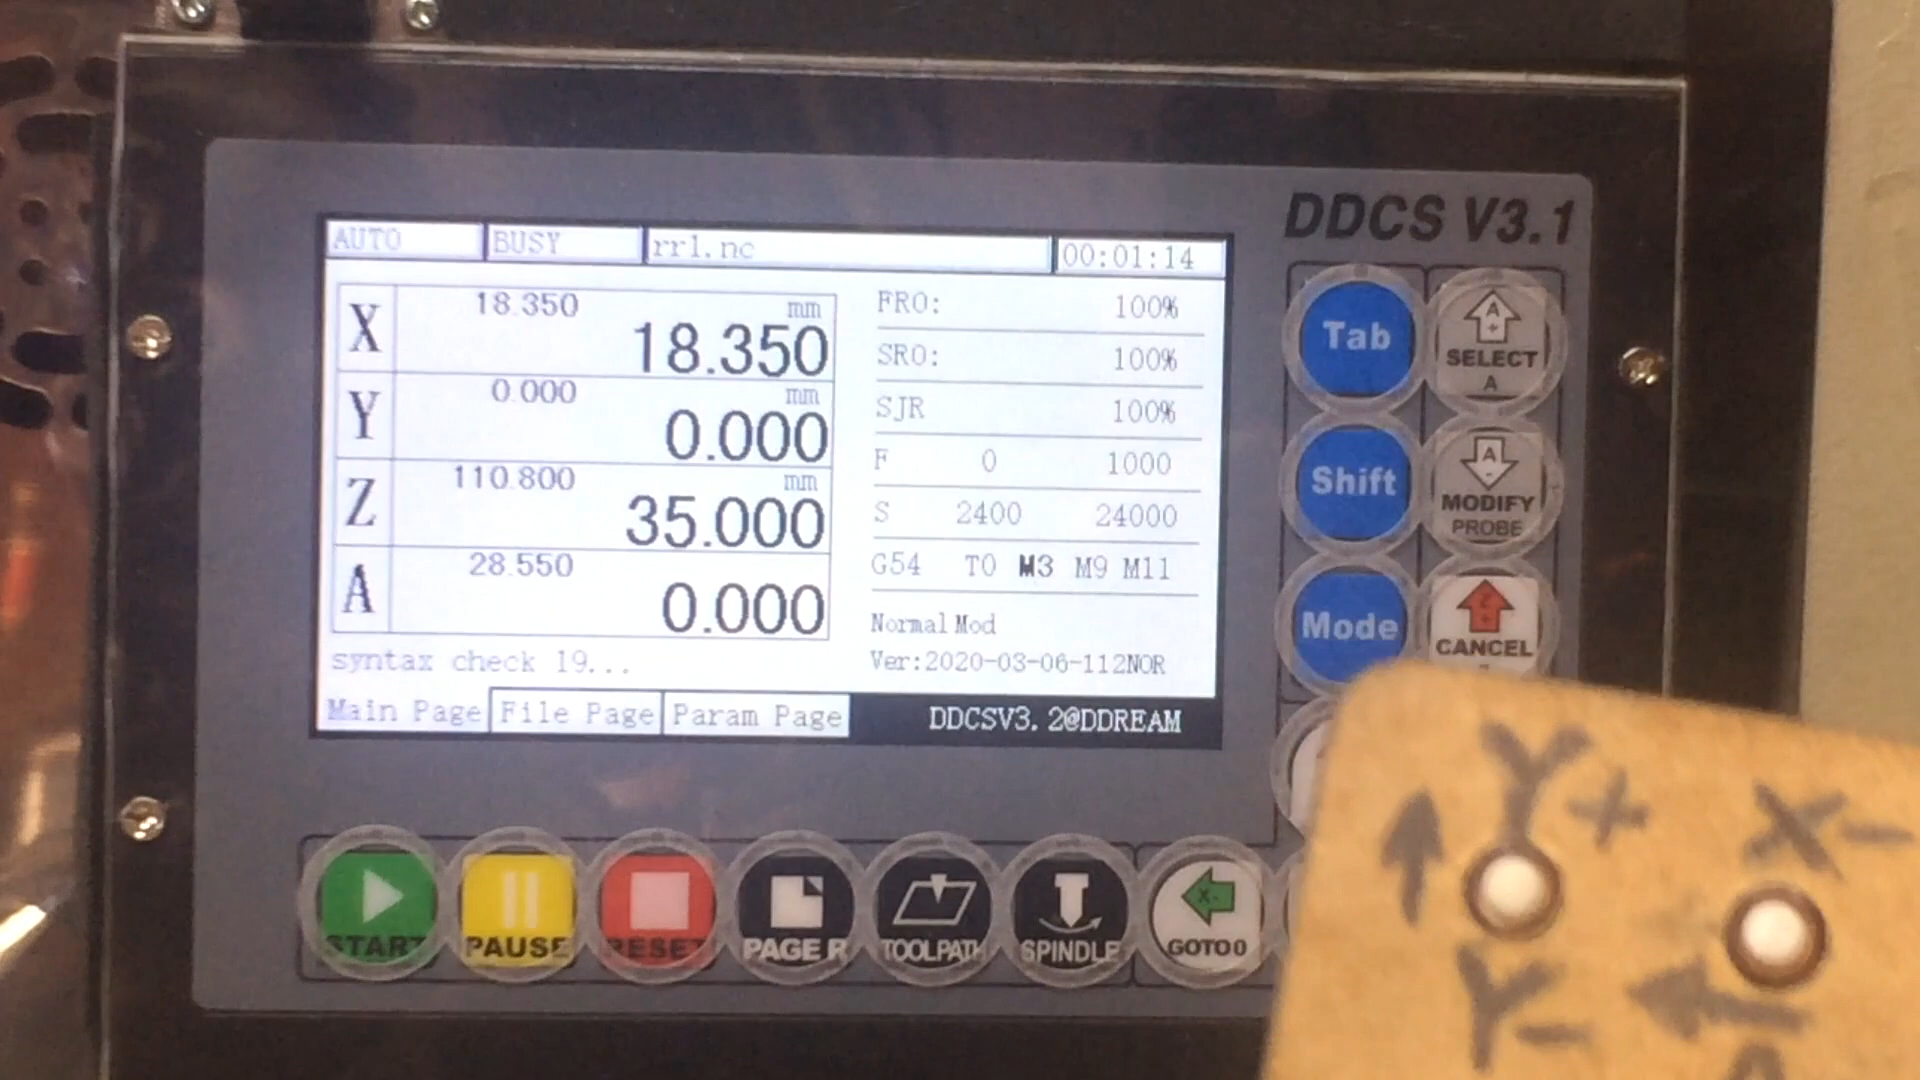 DDCS V3.1
AUTO BUSY rr1.nc 00:01:14
X 18.350 mm 18.350
Y 0.000 mm 0.000
Z 110.800 mm 35.000
A 28.550 0.000
FRO: 100%
SRO: 100%
SJR 100%
F 0 1000
S 2400 24000
G54 T0 M3 M9 M11
Normal Mod
syntax check 19...
Ver:2020-03-06-112NOR
Main Page File Page Param Page DDCSV3.2@DDREAM
Tab
A+
SELECT
A
Shift
A-
MODIFY
PROBE
Mode
CANCEL
START PAUSE RESET PAGE R TOOLPATH SPINDLE
X-
GOTO0
Y+ X-
Y-